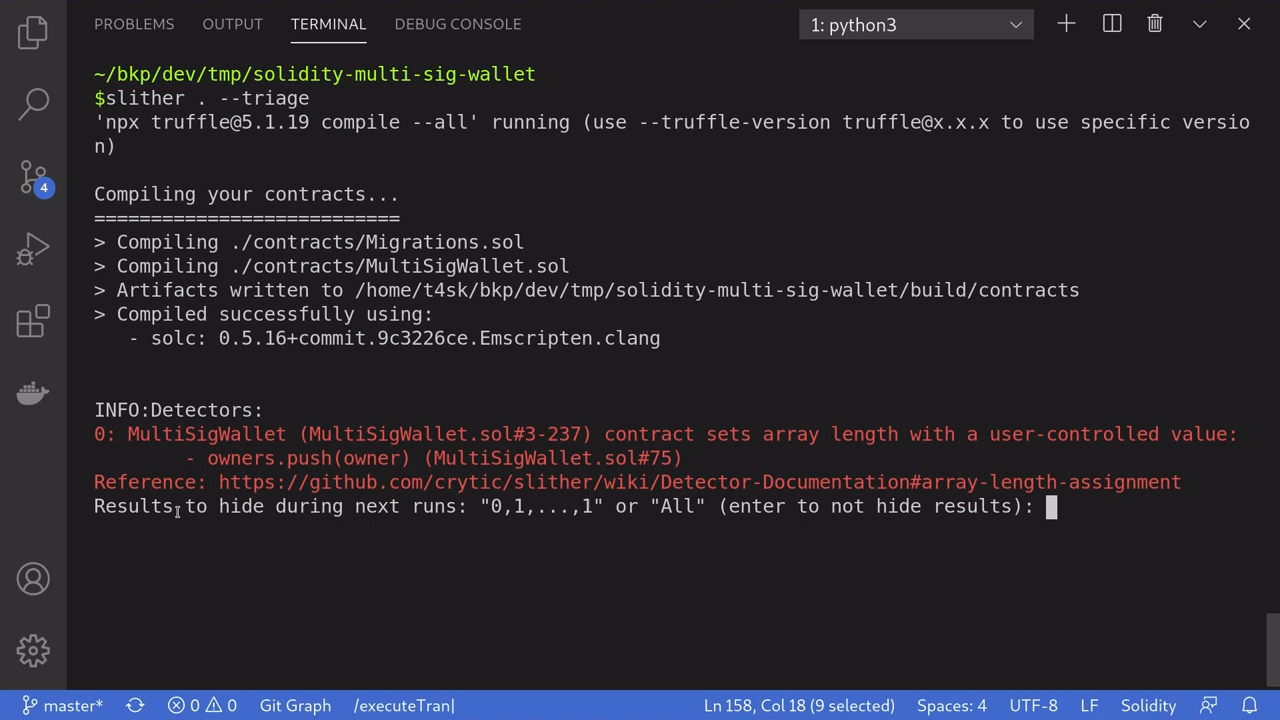 PROBLEMS OUTPUT TERMINAL DEBUG CONSOLE 1: python3
~/bkp/dev/tmp/solidity-multi-sig-wallet
$slither . --triage
'npx truffle@5.1.19 compile --all' running (use --truffle-version truffle@x.x.x to use specific versio
n)
Compiling your contracts...
===========================
> Compiling ./contracts/Migrations.sol
> Compiling ./contracts/MultiSigWallet.sol
> Artifacts written to /home/t4sk/bkp/dev/tmp/solidity-multi-sig-wallet/build/contracts
> Compiled successfully using:
- solc: 0.5.16+commit.9c3226ce.Emscripten.clang
INFO:Detectors:
0: MultiSigWallet (MultiSigWallet.sol#3-237) contract sets array length with a user-controlled value:
- owners.push(owner) (MultiSigWallet.sol#75)
Reference: https://github.com/crytic/slither/wiki/Detector-Documentation#array-length-assignment
Results to hide during next runs: "0,1,...,1" or "All" (enter to not hide results):
4
master* 0 0 Git Graph /executeTran| Ln 158, Col 18 (9 selected) Spaces: 4 UTF-8 LF Solidity